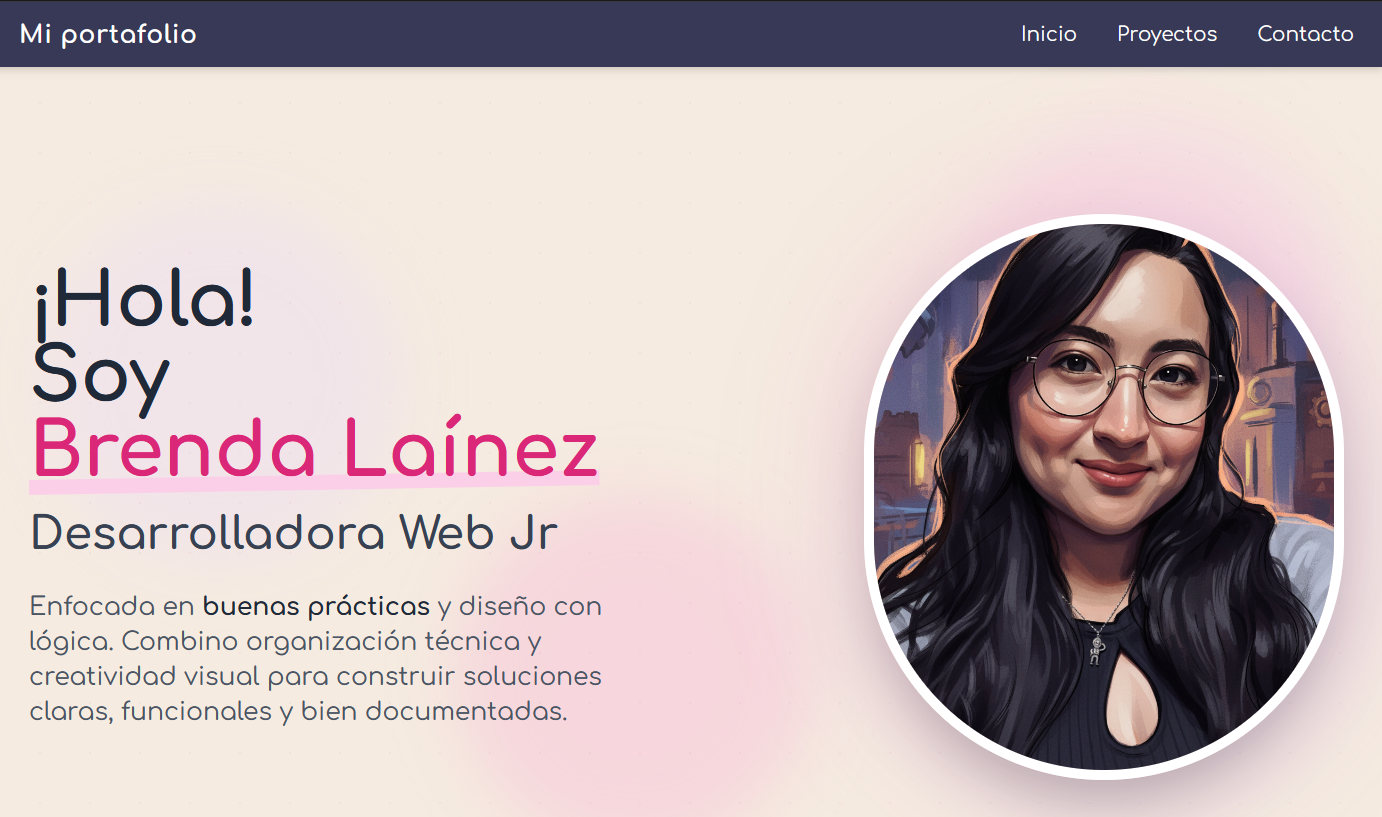 Mi portafolio
Inicio Proyectos Contacto
¡Hola!
Soy
Brenda Laínez
Desarrolladora Web Jr
Enfocada en buenas prácticas y diseño con
lógica. Combino organización técnica y
creatividad visual para construir soluciones
claras, funcionales y bien documentadas.